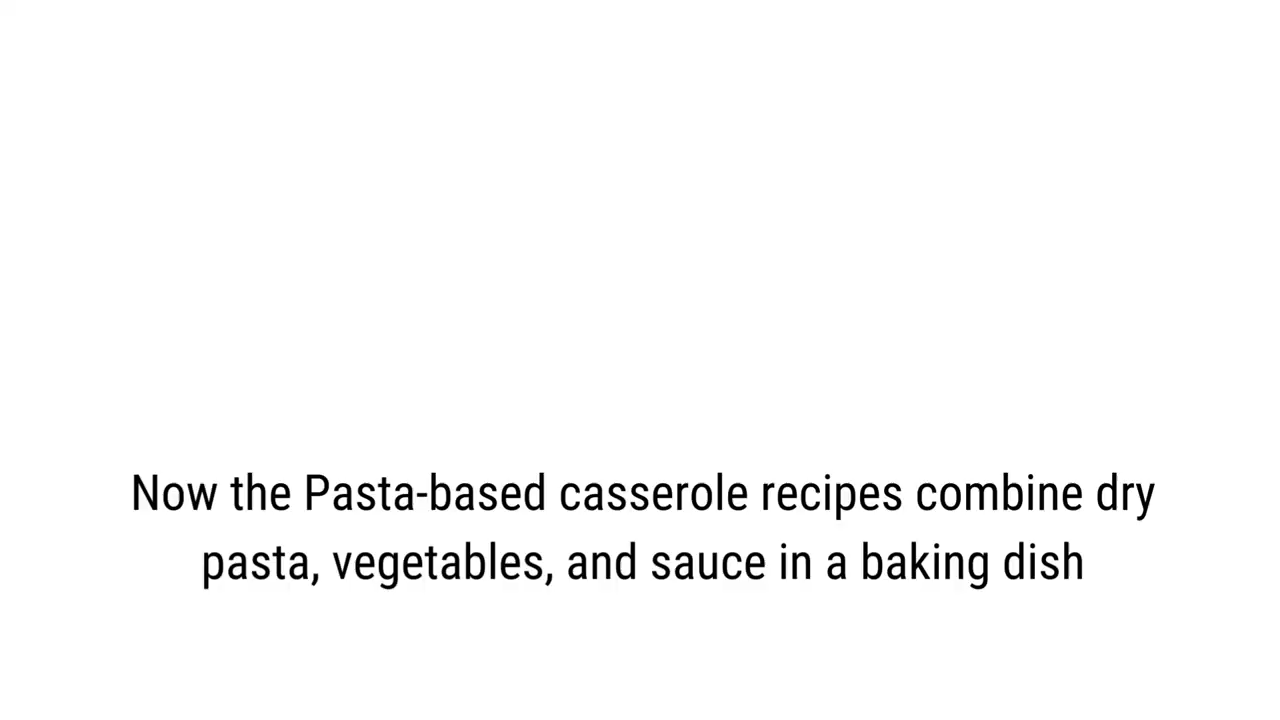 Now the Pasta-based casserole recipes combine dry
pasta, vegetables, and sauce in a baking dish